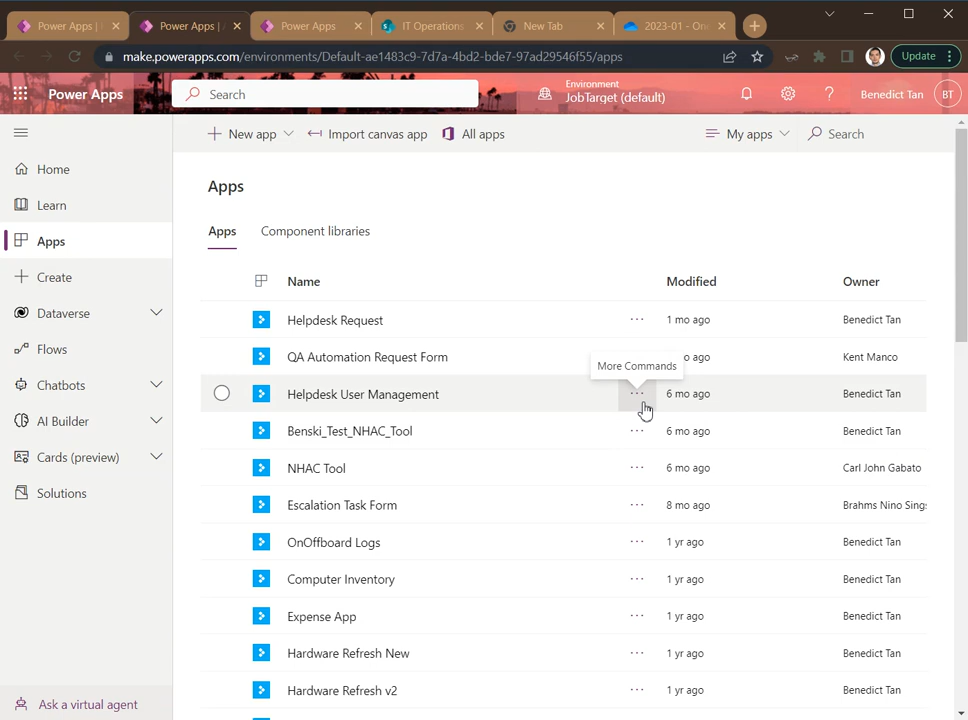 Power Apps |
Power Apps |
Power Apps
IT Operations
New Tab
2023-01 - On
make.powerapps.com/environments/Default-ae1483c9-7d7a-4bd2-bde7-97ad29546f55/apps
Update
Power Apps
Search
Environment
JobTarget (default)
?
Benedict Tan
BT
New app
Import canvas app
All apps
My apps
Search
Home
Learn
Apps
Create
Dataverse
Flows
Chatbots
AI Builder
Cards (preview)
Solutions
Ask a virtual agent
Apps
Apps
Component libraries
Name
Modified
Owner
Helpdesk Request
···
1 mo ago
Benedict Tan
QA Automation Request Form
More Commands
o ago
Kent Manco
Helpdesk User Management
···
6 mo ago
Benedict Tan
Benski_Test_NHAC_Tool
···
6 mo ago
Benedict Tan
NHAC Tool
···
6 mo ago
Carl John Gabato
Escalation Task Form
···
8 mo ago
Brahms Nino Sing
OnOffboard Logs
···
1 yr ago
Benedict Tan
Computer Inventory
···
1 yr ago
Benedict Tan
Expense App
···
1 yr ago
Benedict Tan
Hardware Refresh New
···
1 yr ago
Benedict Tan
Hardware Refresh v2
···
1 yr ago
Benedict Tan